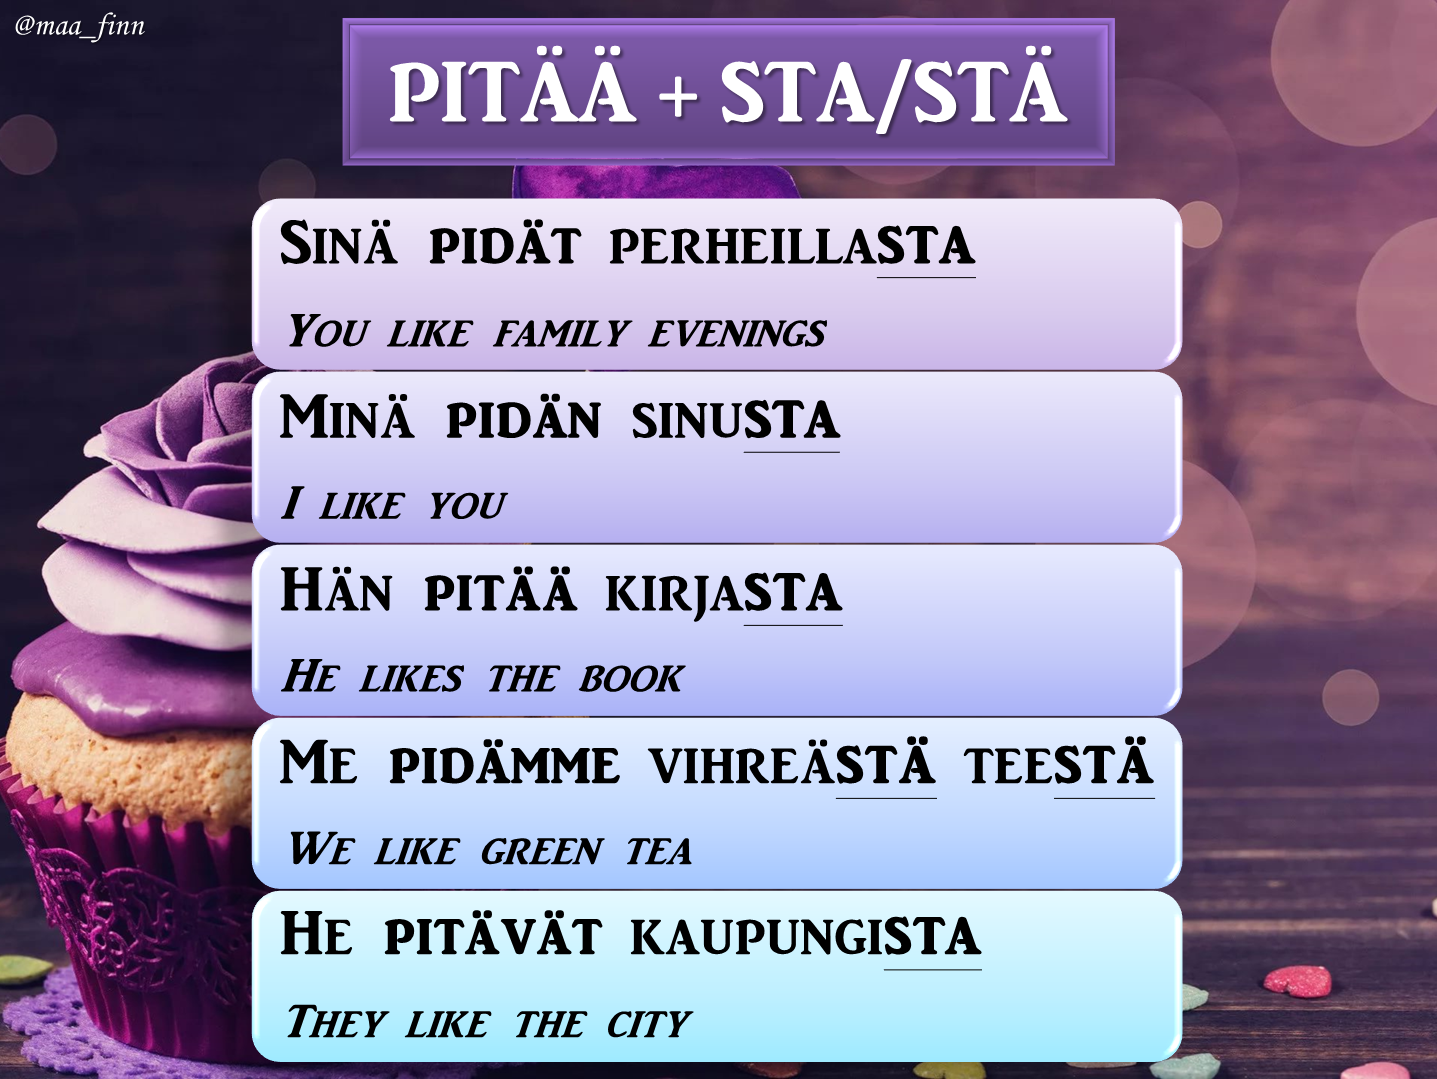 @maa_finn
PITÄÄ + STA/STÄ
SINÄ PIDÄT PERHEILLASTA
YOU LIKE FAMILY EVENINGS
MINÄ PIDÄN SINUSTA
I LIKE YOU
HÄN PITÄÄ KIRJASTA
HE LIKES THE BOOK
ME PIDÄMME VIHREÄSTÄ TEESTÄ
WE LIKE GREEN TEA
HE PITÄVÄT KAUPUNGISTA
THEY LIKE THE CITY